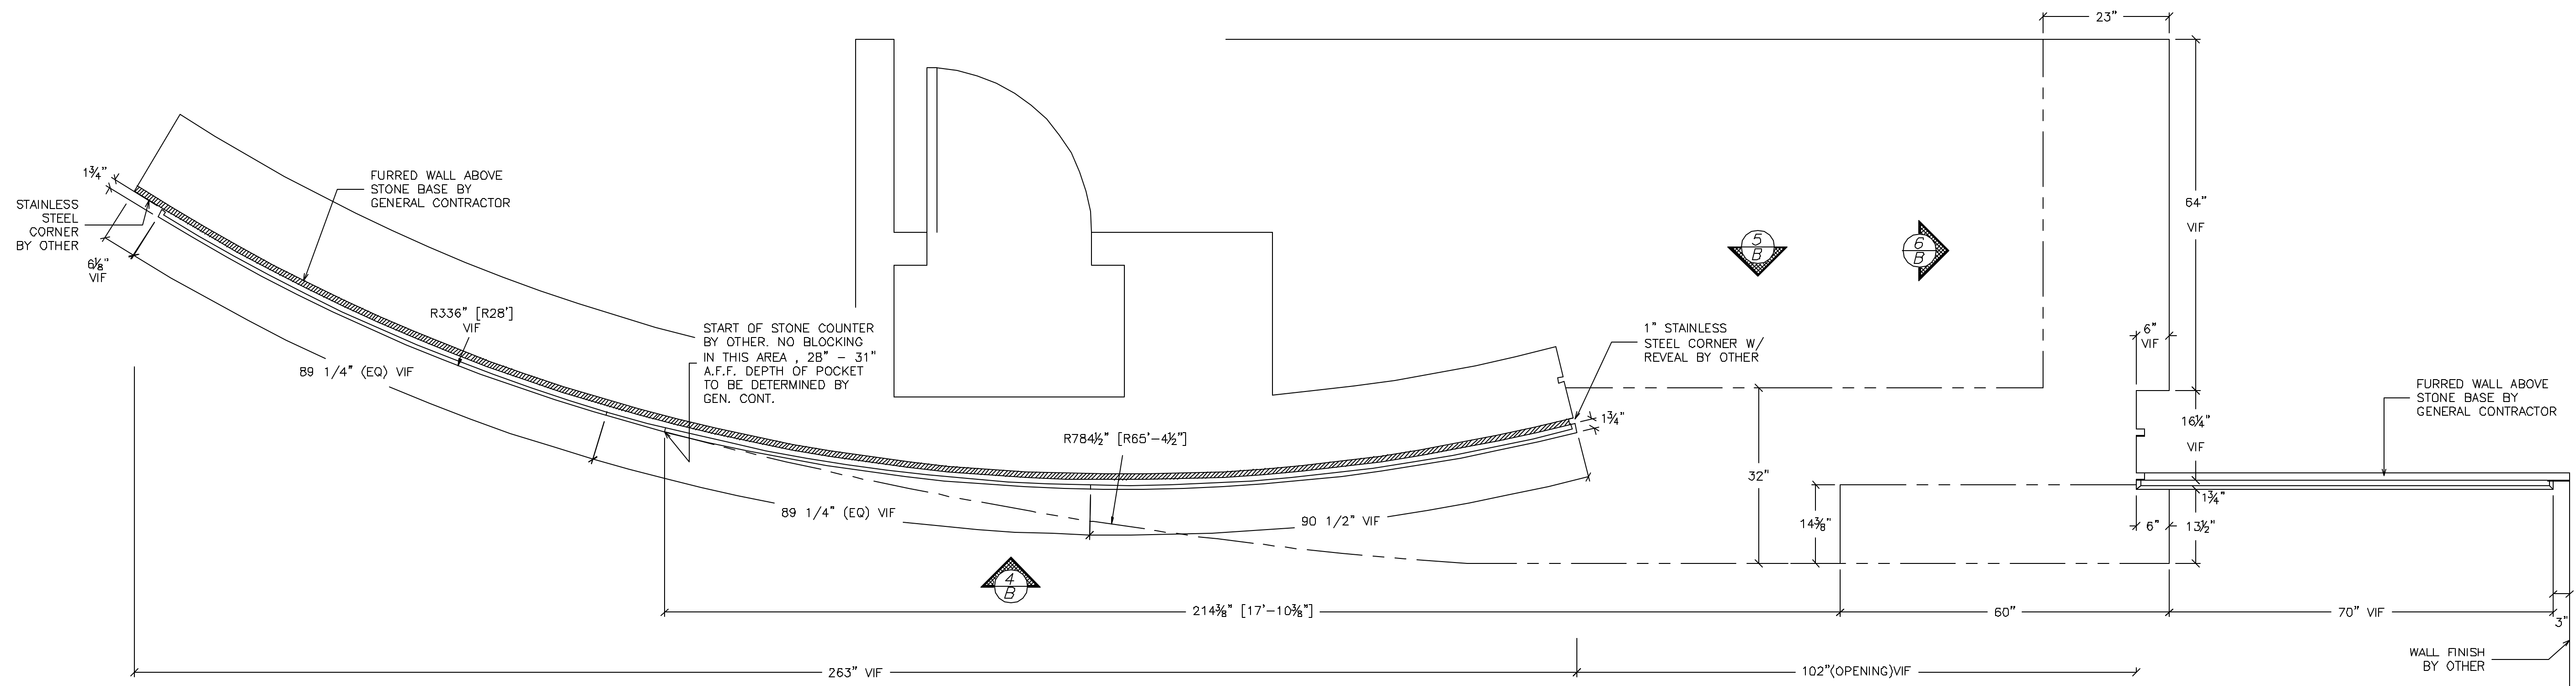 23"
1¾"
FURRED WALL ABOVE
STONE BASE BY
GENERAL CONTRACTOR
STAINLESS
STEEL
CORNER
BY OTHER
6⅛"
VIF
64"
VIF
5
B
6
B
R336" [R28']
VIF
89 1/4" (EQ) VIF
START OF STONE COUNTER
BY OTHER. NO BLOCKING
IN THIS AREA , 28" - 31"
A.F.F. DEPTH OF POCKET
TO BE DETERMINED BY
GEN. CONT.
1" STAINLESS
STEEL CORNER W/
REVEAL BY OTHER
6"
VIF
FURRED WALL ABOVE
STONE BASE BY
GENERAL CONTRACTOR
1¾"
16¼"
VIF
R784½" [R65'-4½"]
32"
1¾"
89 1/4" (EQ) VIF
90 1/2" VIF
14⅜"
6"
13½"
4
B
214⅜" [17'-10⅜"]
60"
70" VIF
3"
WALL FINISH
BY OTHER
263" VIF
102"(OPENING)VIF